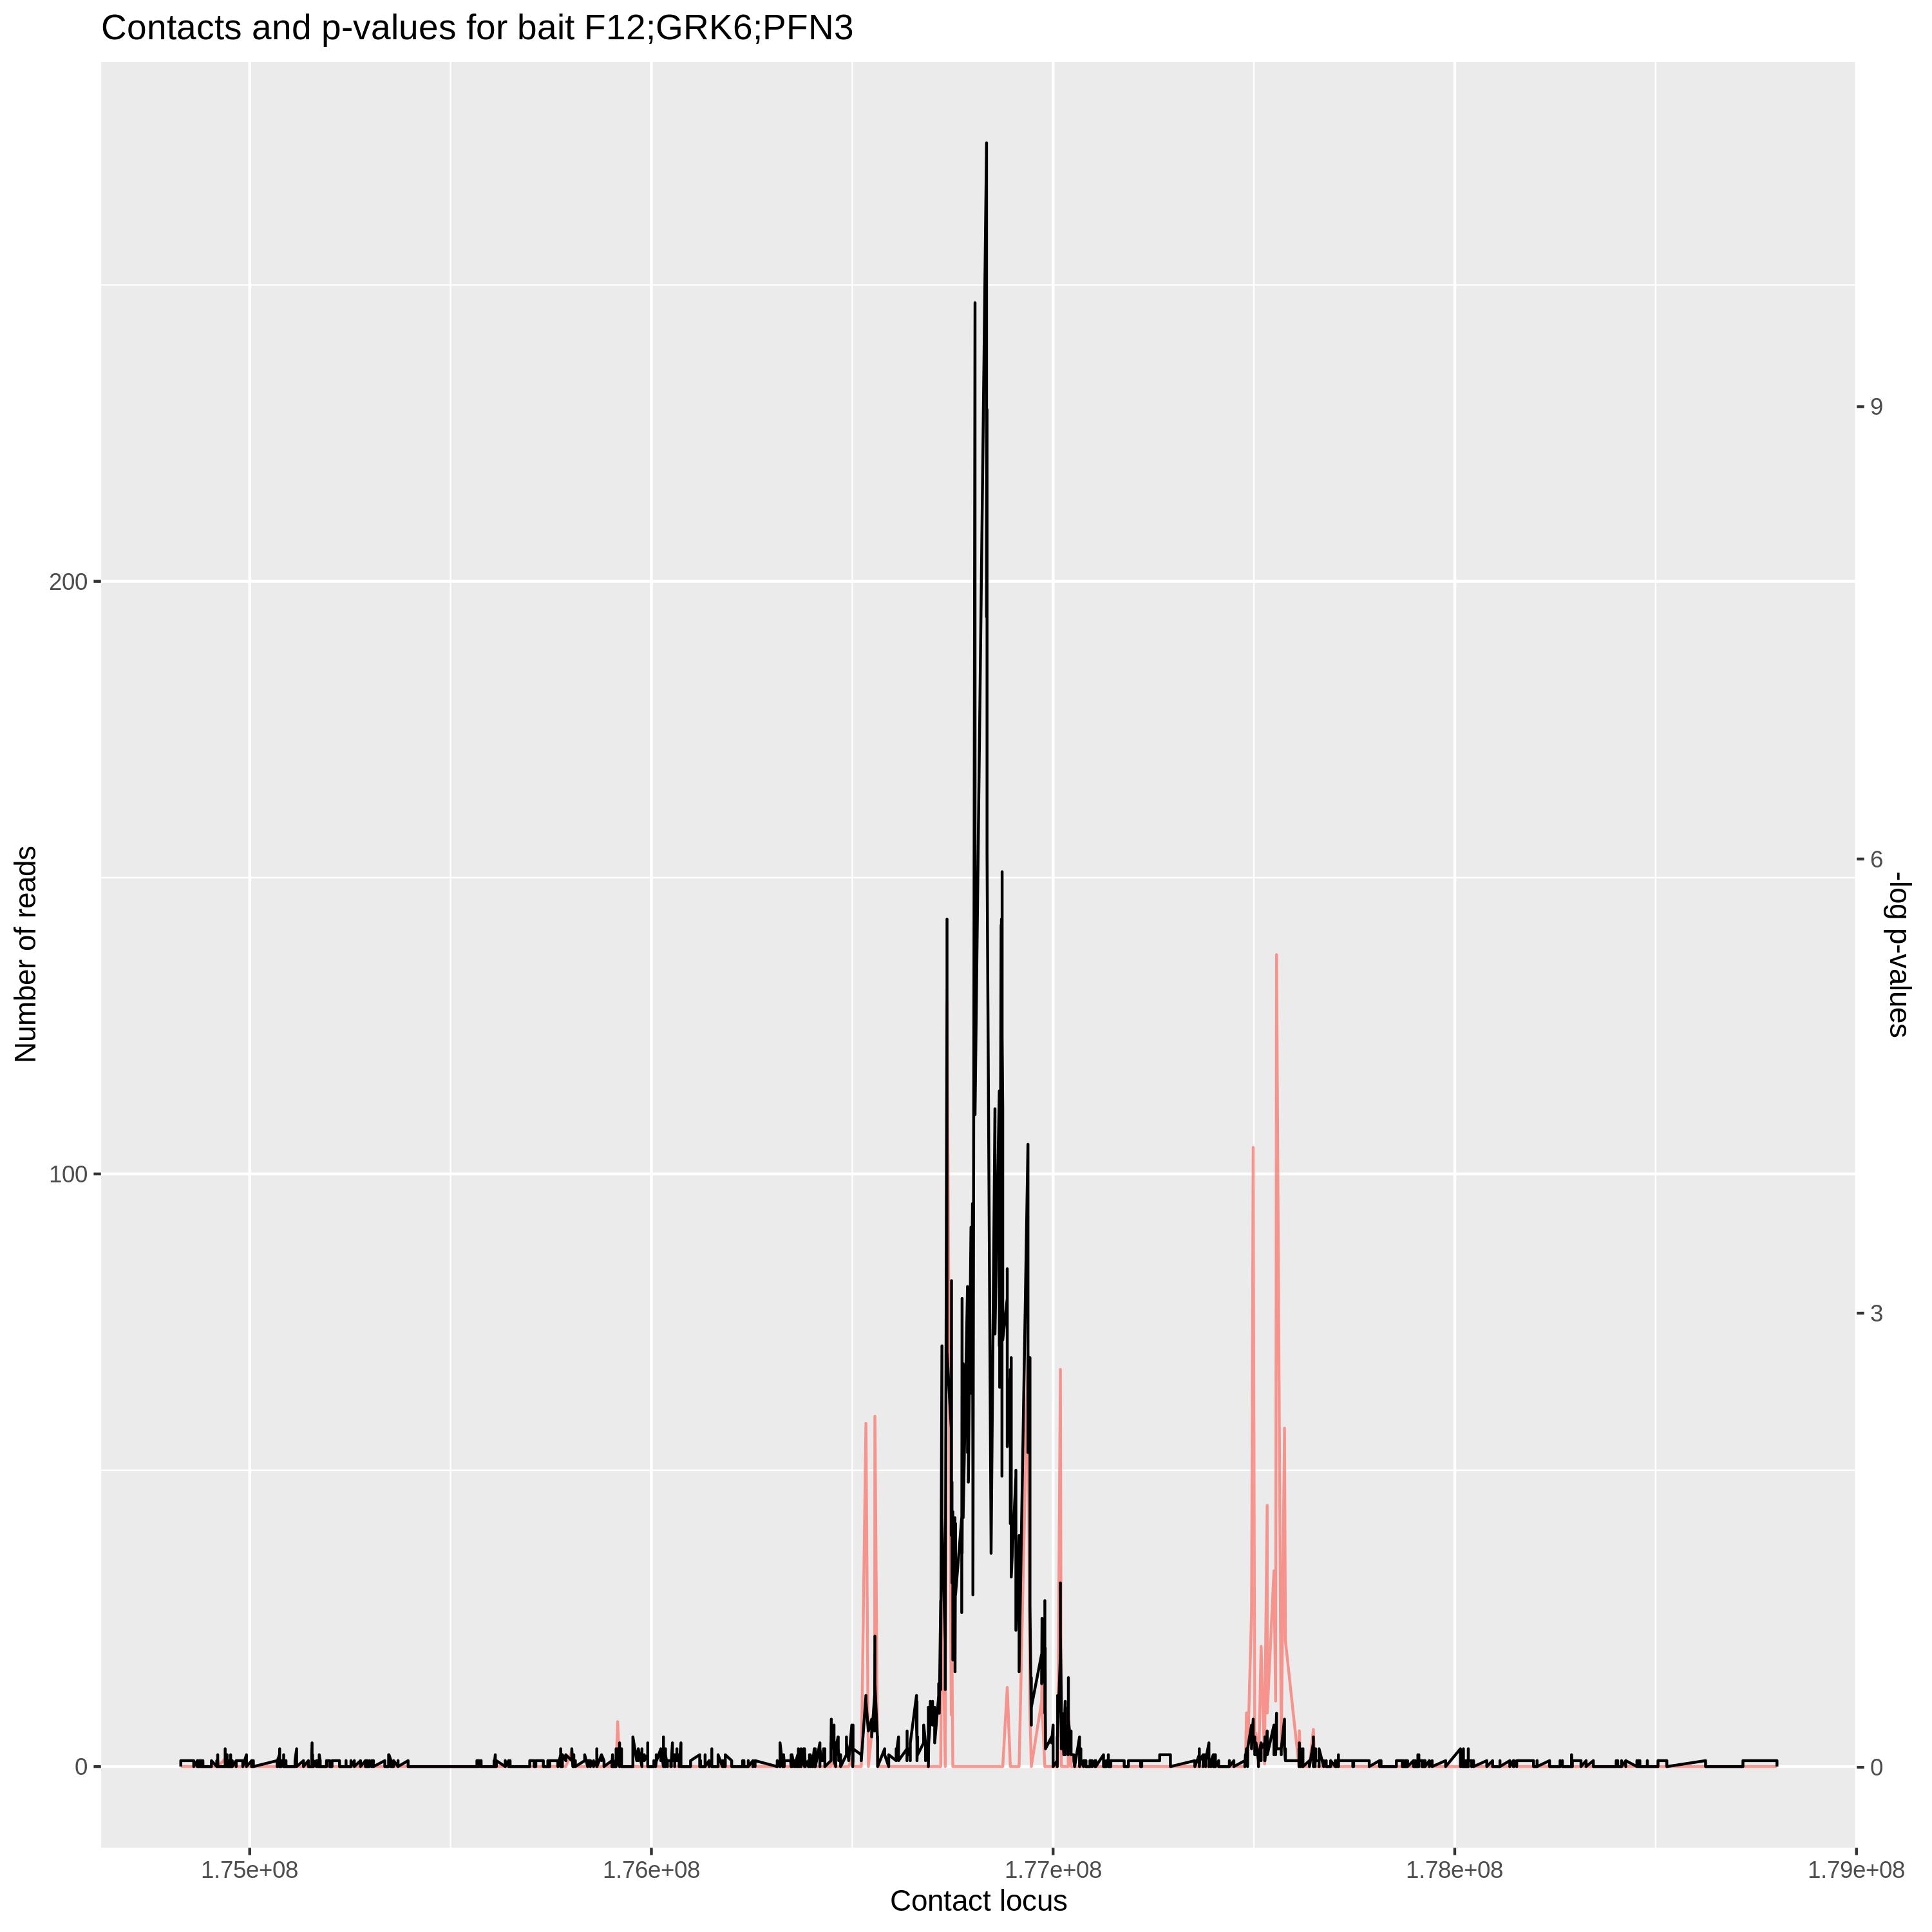 Contacts and p-values for bait F12;GRK6;PFN3
Number of reads
200
100
0
9
6
3
0
-log p-values
1.75e+08
1.76e+08
1.77e+08
1.78e+08
1.79e+08
Contact locus